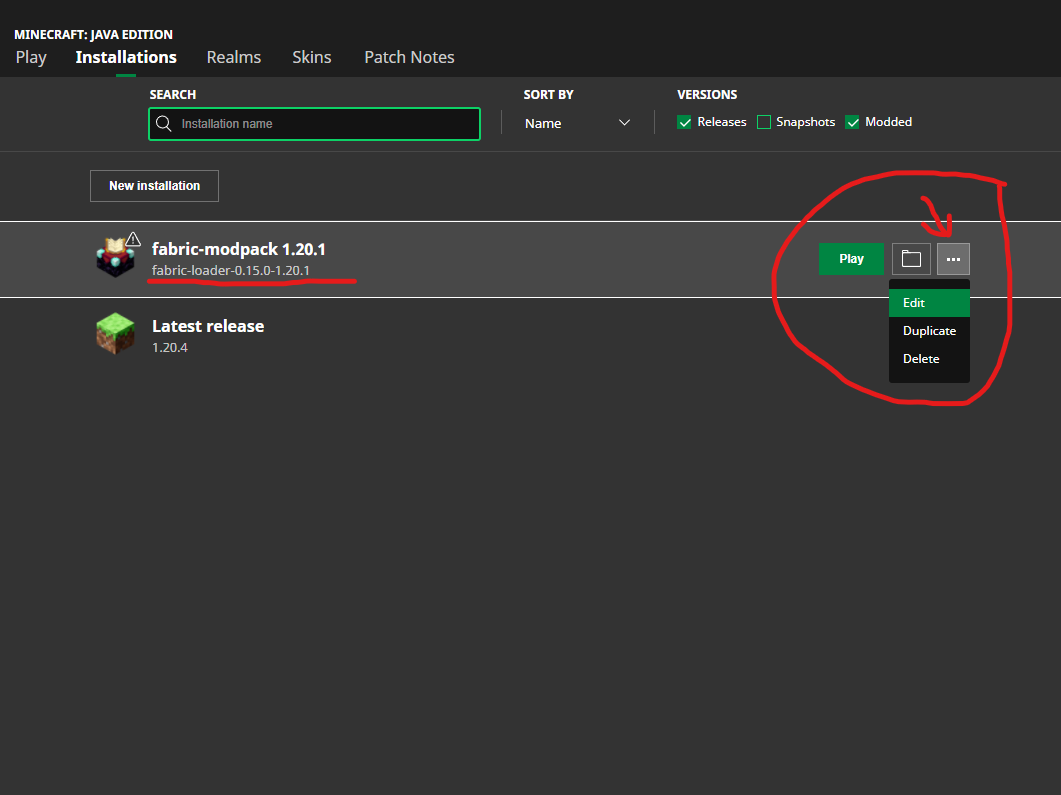 MINECRAFT: JAVA EDITION
Play Installations Realms Skins Patch Notes
SEARCH SORT BY VERSIONS
Installation name Name Releases Snapshots Modded
New installation
fabric-modpack 1.20.1
fabric-loader-0.15.0-1.20.1
Play
Edit
Duplicate
Delete
Latest release
1.20.4